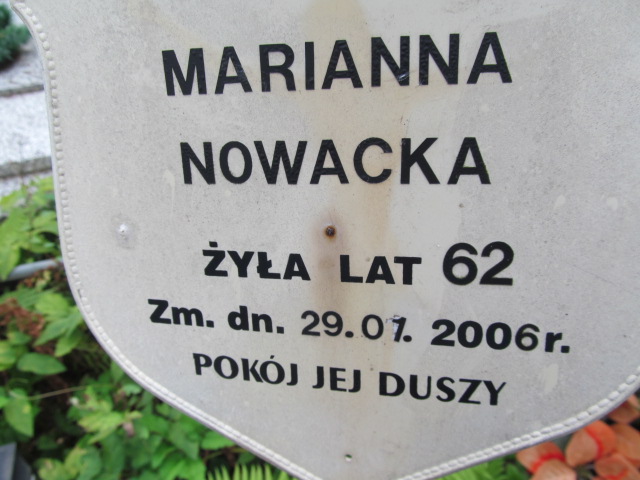 MARIANNA
NOWACKA
ŻYŁA LAT 62
Zm. dn. 29.07. 2006r.
POKÓJ JEJ DUSZY